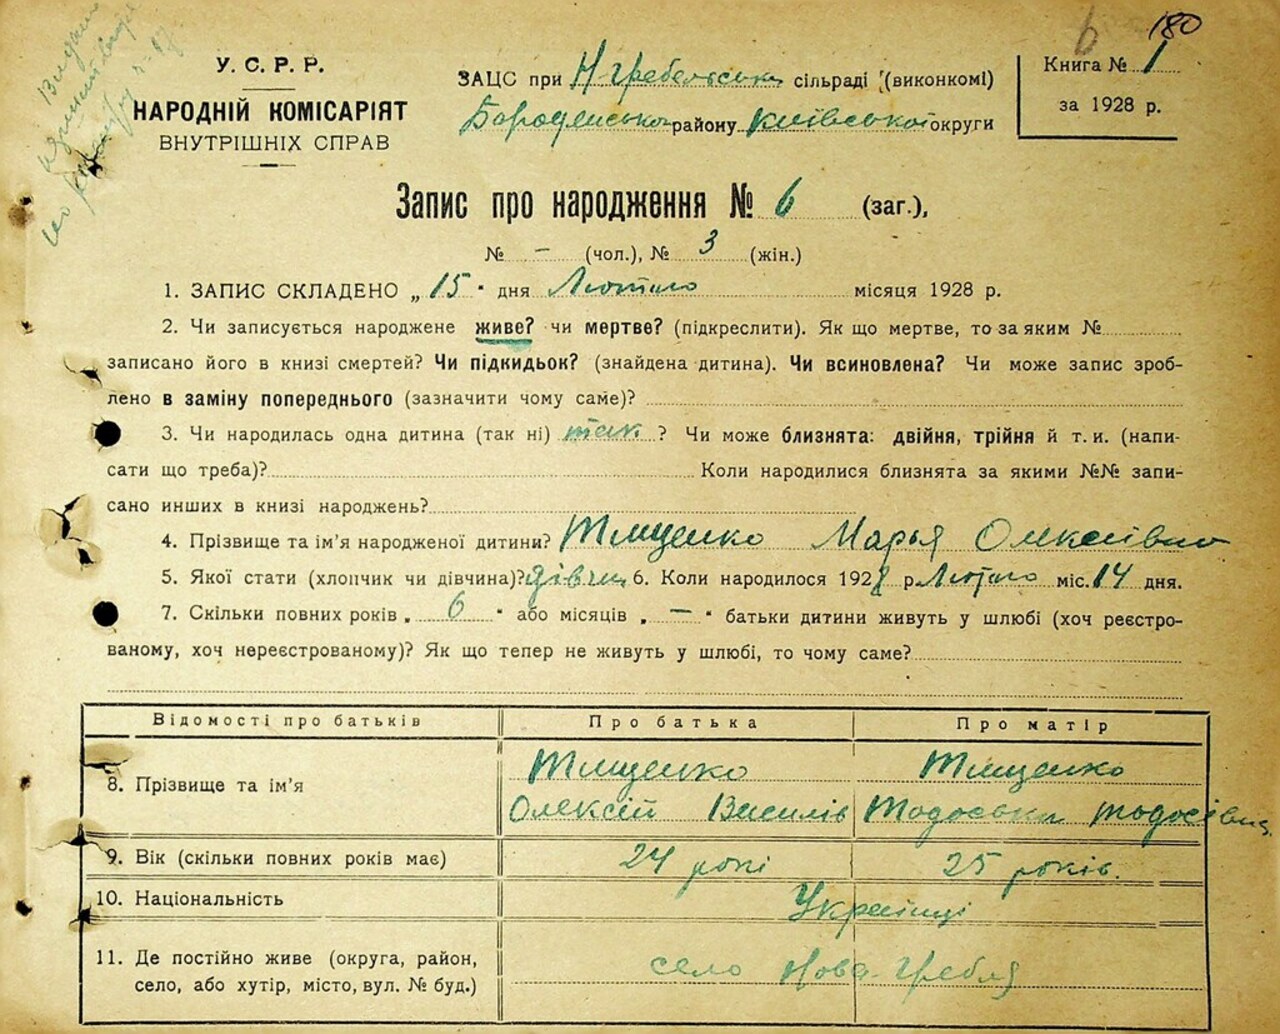 6 180
У. С. Р. Р.
НАРОДНІЙ КОМІСАРІЯТ
ВНУТРІШНІХ СПРАВ
ЗАЦС при Н-Гребельській сільраді (виконкомі)
Бородянського району Київської округи
Книга № 1
за 1928 р.
Запис про народження № 6 (заг.),
№ — (чол.), № 3 (жін.)
1. ЗАПИС СКЛАДЕНО „ 15 " дня Лютого місяця 1928 р.
2. Чи записується народжене живе? чи мертве? (підкреслити). Як що мертве, то за яким №
записано його в книзі смертей? Чи підкидьок? (знайдена дитина). Чи всиновлена? Чи може запис зроб-
лено в заміну попереднього (зазначити чому саме)?
3. Чи народилась одна дитина (так ні) так ? Чи може близнята: двійня, трійня й т. и. (напи-
сати що треба)? Коли народилися близнята за якими №№ запи-
сано инших в книзі народжень?
4. Прізвище та ім'я народженої дитини? Тищенко Марья Олексіївна
5. Якої стати (хлопчик чи дівчина)? дівч. 6. Коли народилося 1928 р. Лютого міс. 14 дня.
7. Скільки повних років „ 6 " або місяців „ — " батьки дитини живуть у шлюбі (хоч реєстро-
ваному, хоч нереєстрованому)? Як що тепер не живуть у шлюбі, то чому саме?
Відомості про батьків Про батька Про матір
8. Прізвище та ім'я Тищенко Тищенко
Олексій Василів Тодоська Тодосівна
9. Вік (скільки повних років має) 24 рокі 25 років.
10. Національність Українці
11. Де постійно живе (округа, район,
село, або хутір, місто, вул. № буд.) село Нова-Гребля